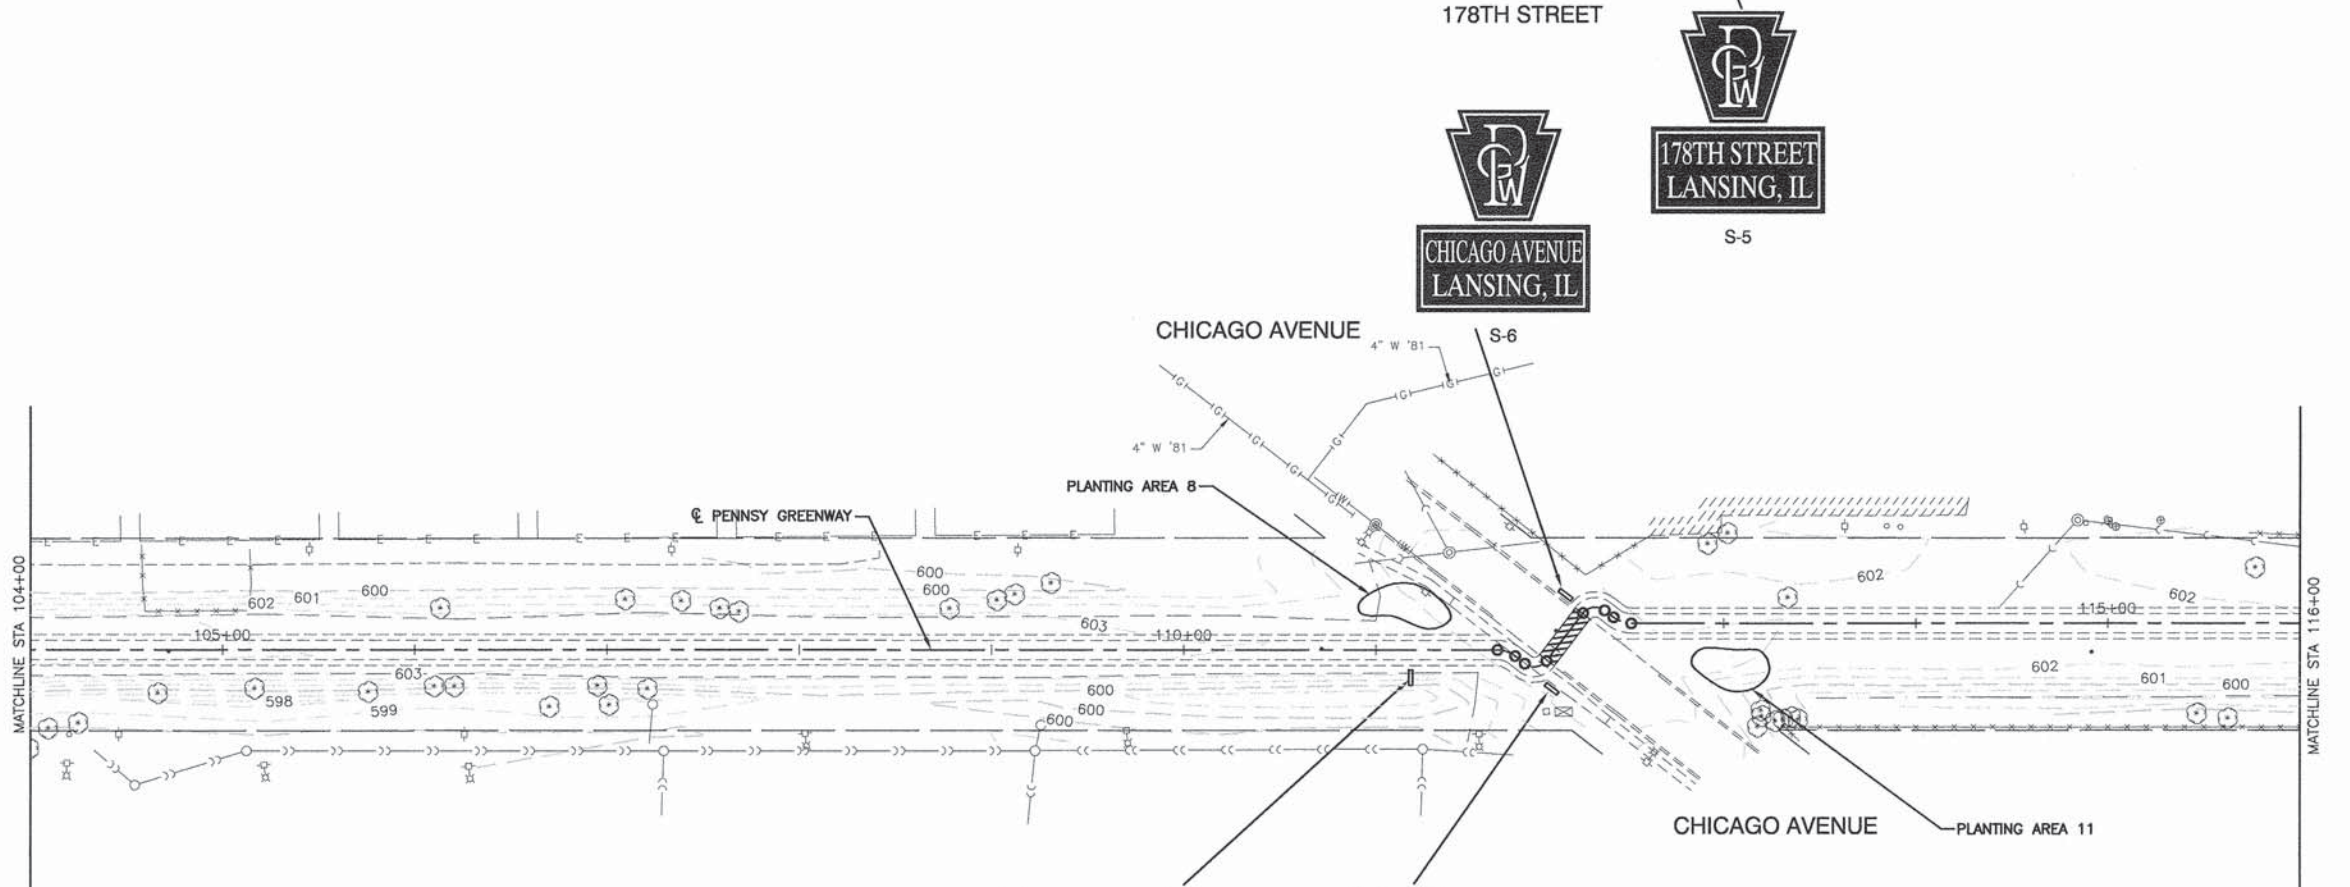 178TH STREET
PGW
178TH STREET
LANSING, IL
S-5
PGW
CHICAGO AVENUE
LANSING, IL
S-6
CHICAGO AVENUE
4" W '81
4" W '81
PLANTING AREA 8
℄ PENNSY GREENWAY
MATCHLINE STA 104+00
MATCHLINE STA 116+00
600
600
600
601
602
602
602
603
105+00
110+00
115+00
603
598
599
600
600
600
602
601
600
CHICAGO AVENUE
PLANTING AREA 11